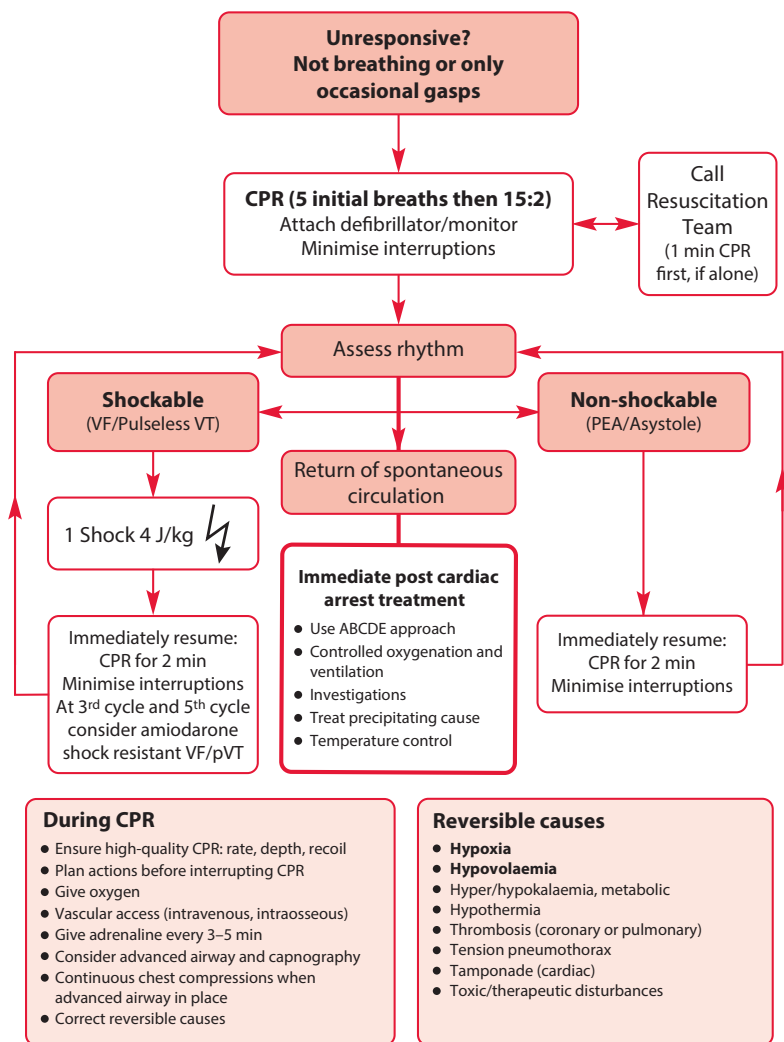 Unresponsive?
Not breathing or only
occasional gasps
CPR (5 initial breaths then 15:2)
Attach defibrillator/monitor
Minimise interruptions
Call
Resuscitation
Team
(1 min CPR
first, if alone)
Assess rhythm
Shockable
(VF/Pulseless VT)
Non-shockable
(PEA/Asystole)
Return of spontaneous
circulation
1 Shock 4 J/kg
Immediately resume:
CPR for 2 min
Minimise interruptions
At 3rd cycle and 5th cycle
consider amiodarone
shock resistant VF/pVT
Immediate post cardiac
arrest treatment
• Use ABCDE approach
• Controlled oxygenation and
ventilation
• Investigations
• Treat precipitating cause
• Temperature control
Immediately resume:
CPR for 2 min
Minimise interruptions
During CPR
• Ensure high-quality CPR: rate, depth, recoil
• Plan actions before interrupting CPR
• Give oxygen
• Vascular access (intravenous, intraosseous)
• Give adrenaline every 3–5 min
• Consider advanced airway and capnography
• Continuous chest compressions when
advanced airway in place
• Correct reversible causes
Reversible causes
• Hypoxia
• Hypovolaemia
• Hyper/hypokalaemia, metabolic
• Hypothermia
• Thrombosis (coronary or pulmonary)
• Tension pneumothorax
• Tamponade (cardiac)
• Toxic/therapeutic disturbances